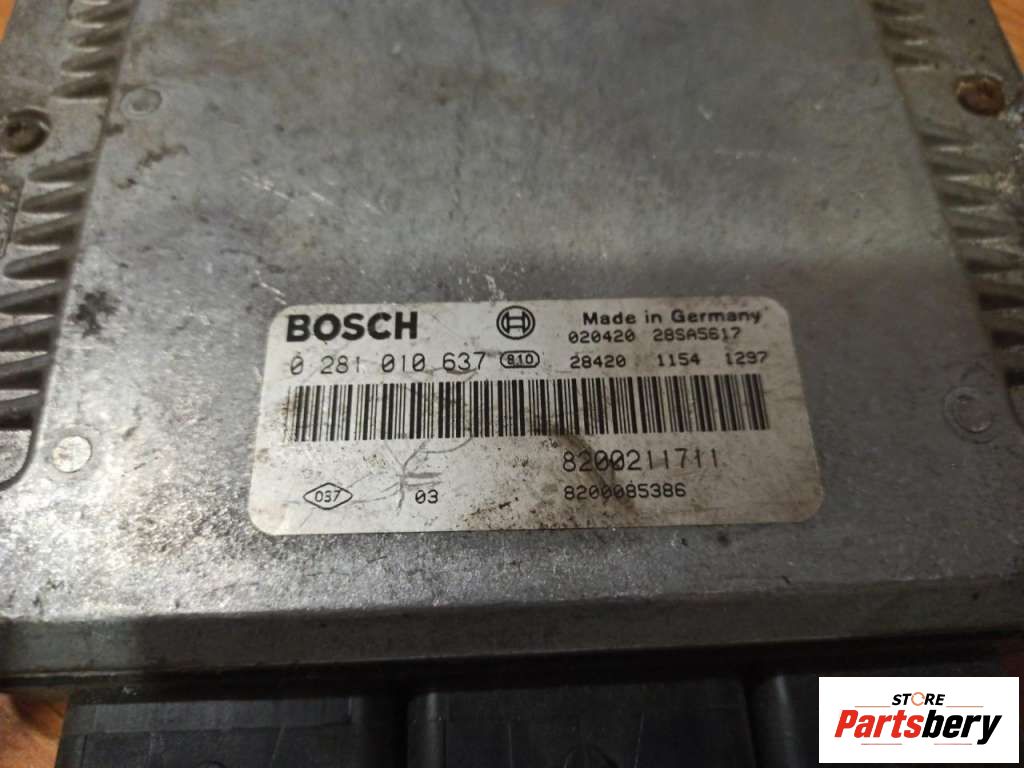 BOSCH
Made in Germany
020420 28SA5617
0 281 010 637 810 28420 1154 1297
8200211711
037 03 8200085386
STORE
Partsbery